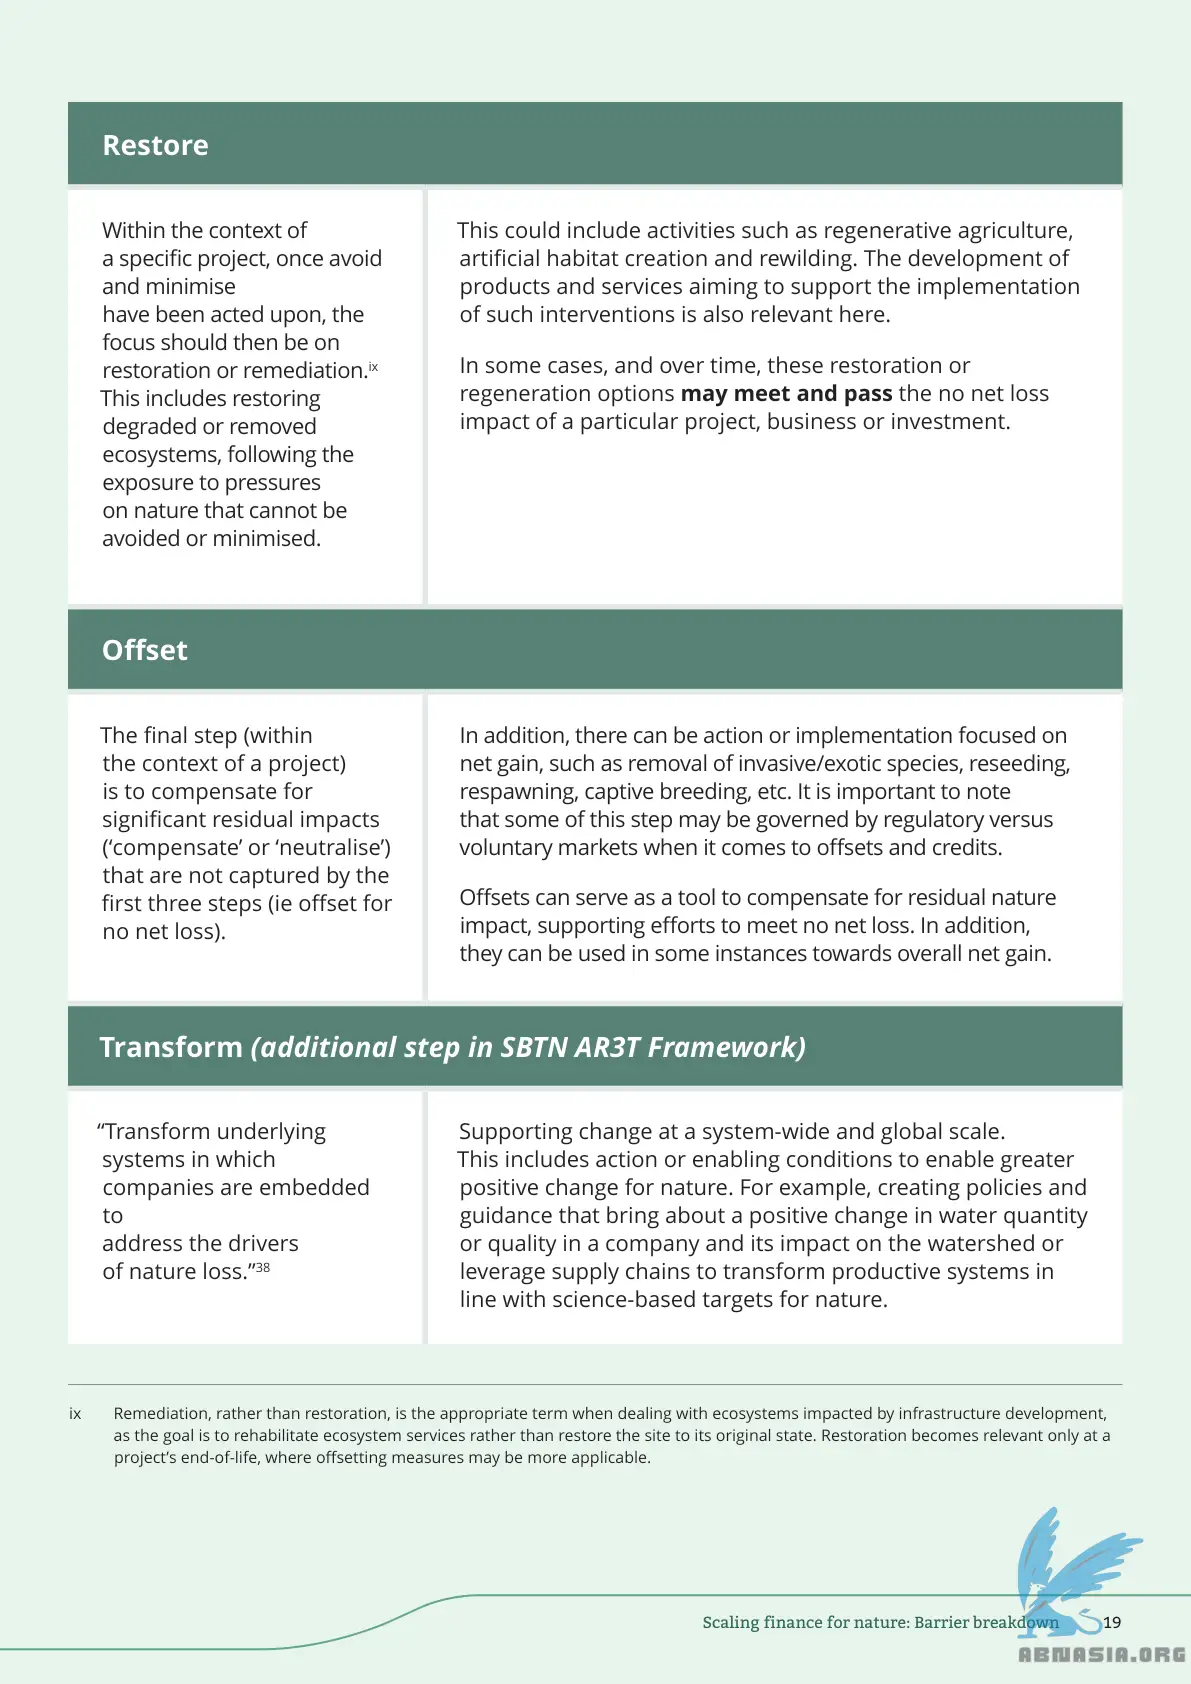 Restore
Within the context of
a specific project, once avoid
and minimise
have been acted upon, the
focus should then be on
restoration or remediation.ix
This includes restoring
degraded or removed
ecosystems, following the
exposure to pressures
on nature that cannot be
avoided or minimised.
This could include activities such as regenerative agriculture,
artificial habitat creation and rewilding. The development of
products and services aiming to support the implementation
of such interventions is also relevant here.
In some cases, and over time, these restoration or
regeneration options may meet and pass the no net loss
impact of a particular project, business or investment.
Offset
The final step (within
the context of a project)
is to compensate for
significant residual impacts
(‘compensate’ or ‘neutralise’)
that are not captured by the
first three steps (ie offset for
no net loss).
In addition, there can be action or implementation focused on
net gain, such as removal of invasive/exotic species, reseeding,
respawning, captive breeding, etc. It is important to note
that some of this step may be governed by regulatory versus
voluntary markets when it comes to offsets and credits.
Offsets can serve as a tool to compensate for residual nature
impact, supporting efforts to meet no net loss. In addition,
they can be used in some instances towards overall net gain.
Transform (additional step in SBTN AR3T Framework)
“Transform underlying
systems in which
companies are embedded
to
address the drivers
of nature loss.”38
Supporting change at a system-wide and global scale.
This includes action or enabling conditions to enable greater
positive change for nature. For example, creating policies and
guidance that bring about a positive change in water quantity
or quality in a company and its impact on the watershed or
leverage supply chains to transform productive systems in
line with science-based targets for nature.
ix Remediation, rather than restoration, is the appropriate term when dealing with ecosystems impacted by infrastructure development,
as the goal is to rehabilitate ecosystem services rather than restore the site to its original state. Restoration becomes relevant only at a
project’s end-of-life, where offsetting measures may be more applicable.
Scaling finance for nature: Barrier breakdown 19
ABNASIA.ORG